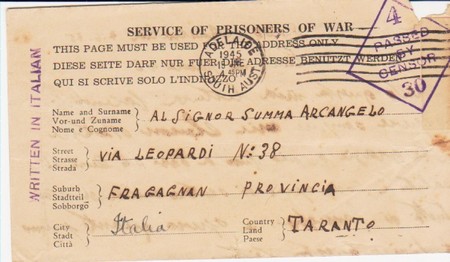 SERVICE OF PRISONERS OF WAR
THIS PAGE MUST BE USED FOR THE ADDRESS ONLY
DIESE SEITE DARF NUR FUER DIE ADRESSE BENUTZT WERDEN
QUI SI SCRIVE SOLO L'INDIRIZZO
ADELAIDE
1945
4.45PM
SOUTH AUST
4
PASSED
BY
CENSOR
30
WRITTEN IN ITALIAN
Name and Surname
Vor-und Zuname
Nome e Cognome
AL SIGNOR SUMMA ARCANGELO
Street
Strasse
Strada
VIA LEOPARDI N: 38
Suburb
Stadtteil
Sobborgo
FRAGAGNAN PROVINCIA
City
Stadt
Città
Italia
Country
Land
Paese
TARANTO